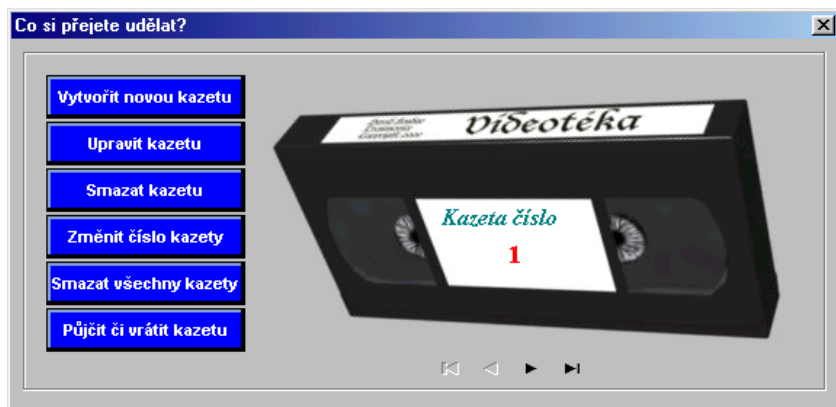 Co si přejete udělat?
Vytvořit novou kazetu
Upravit kazetu
Smazat kazetu
Změnit číslo kazety
Smazat všechny kazety
Půjčit či vrátit kazetu
Videotéka
Kazeta číslo
1